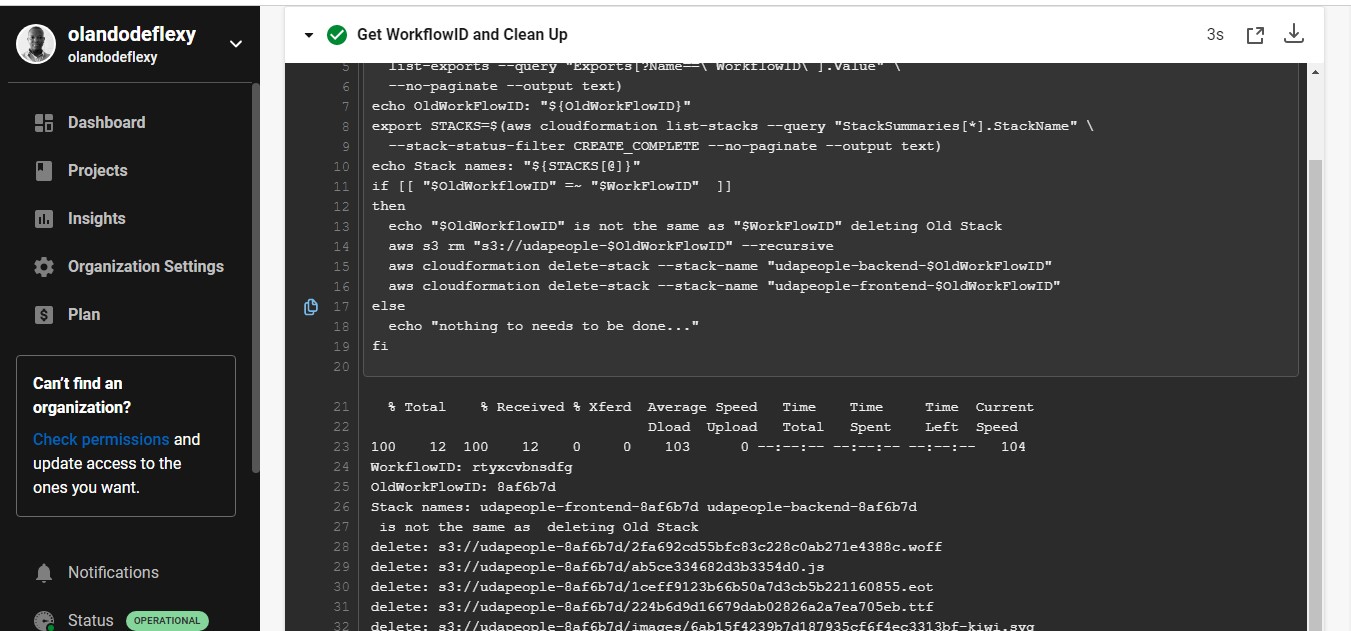 olandodeflexy
olandodeflexy
Dashboard
Projects
Insights
Organization Settings
Plan
Can't find an
organization?
Check permissions and
update access to the
ones you want.
Notifications
Status OPERATIONAL
Get WorkflowID and Clean Up 3s
5 list-exports --query "Exports[?Name==\`WorkflowID\`].Value" \
6 --no-paginate --output text)
7 echo OldWorkFlowID: "${OldWorkFlowID}"
8 export STACKS=$(aws cloudformation list-stacks --query "StackSummaries[*].StackName" \
9 --stack-status-filter CREATE_COMPLETE --no-paginate --output text)
10 echo Stack names: "${STACKS[@]}"
11 if [[ "$OldWorkflowID" =~ "$WorkFlowID" ]]
12 then
13 echo "$OldWorkflowID" is not the same as "$WorkFlowID" deleting Old Stack
14 aws s3 rm "s3://udapeople-$OldWorkFlowID" --recursive
15 aws cloudformation delete-stack --stack-name "udapeople-backend-$OldWorkFlowID"
16 aws cloudformation delete-stack --stack-name "udapeople-frontend-$OldWorkFlowID"
17 else
18 echo "nothing to needs to be done..."
19 fi
20
21 % Total % Received % Xferd Average Speed Time Time Time Current
22 Dload Upload Total Spent Left Speed
23 100 12 100 12 0 0 103 0 --:--:-- --:--:-- --:--:-- 104
24 WorkflowID: rtyxcvbnsdfg
25 OldWorkFlowID: 8af6b7d
26 Stack names: udapeople-frontend-8af6b7d udapeople-backend-8af6b7d
27 is not the same as deleting Old Stack
28 delete: s3://udapeople-8af6b7d/2fa692cd55bfc83c228c0ab271e4388c.woff
29 delete: s3://udapeople-8af6b7d/ab5ce334682d3b3354d0.js
30 delete: s3://udapeople-8af6b7d/1ceff9123b66b50a7d3cb5b221160855.eot
31 delete: s3://udapeople-8af6b7d/224b6d9d16679dab02826a2a7ea705eb.ttf
32 delete: s3://udapeople-8af6b7d/images/6ab15f4239b7d187935cf6f4ec3313bf-kiwi.svg